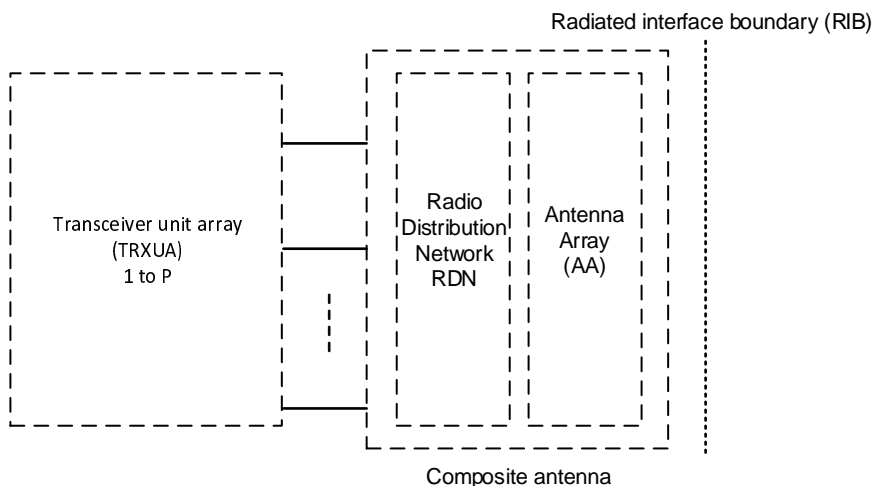 Radiated interface boundary (RIB)
Transceiver unit array
(TRXUA)
1 to P
Radio
Distribution
Network
RDN
Antenna
Array
(AA)
Composite antenna